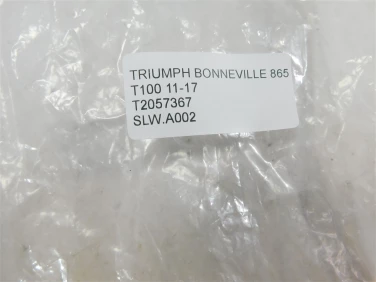 TRIUMPH BONNEVILLE 865
T100 11-17
T2057367
SLW.A002